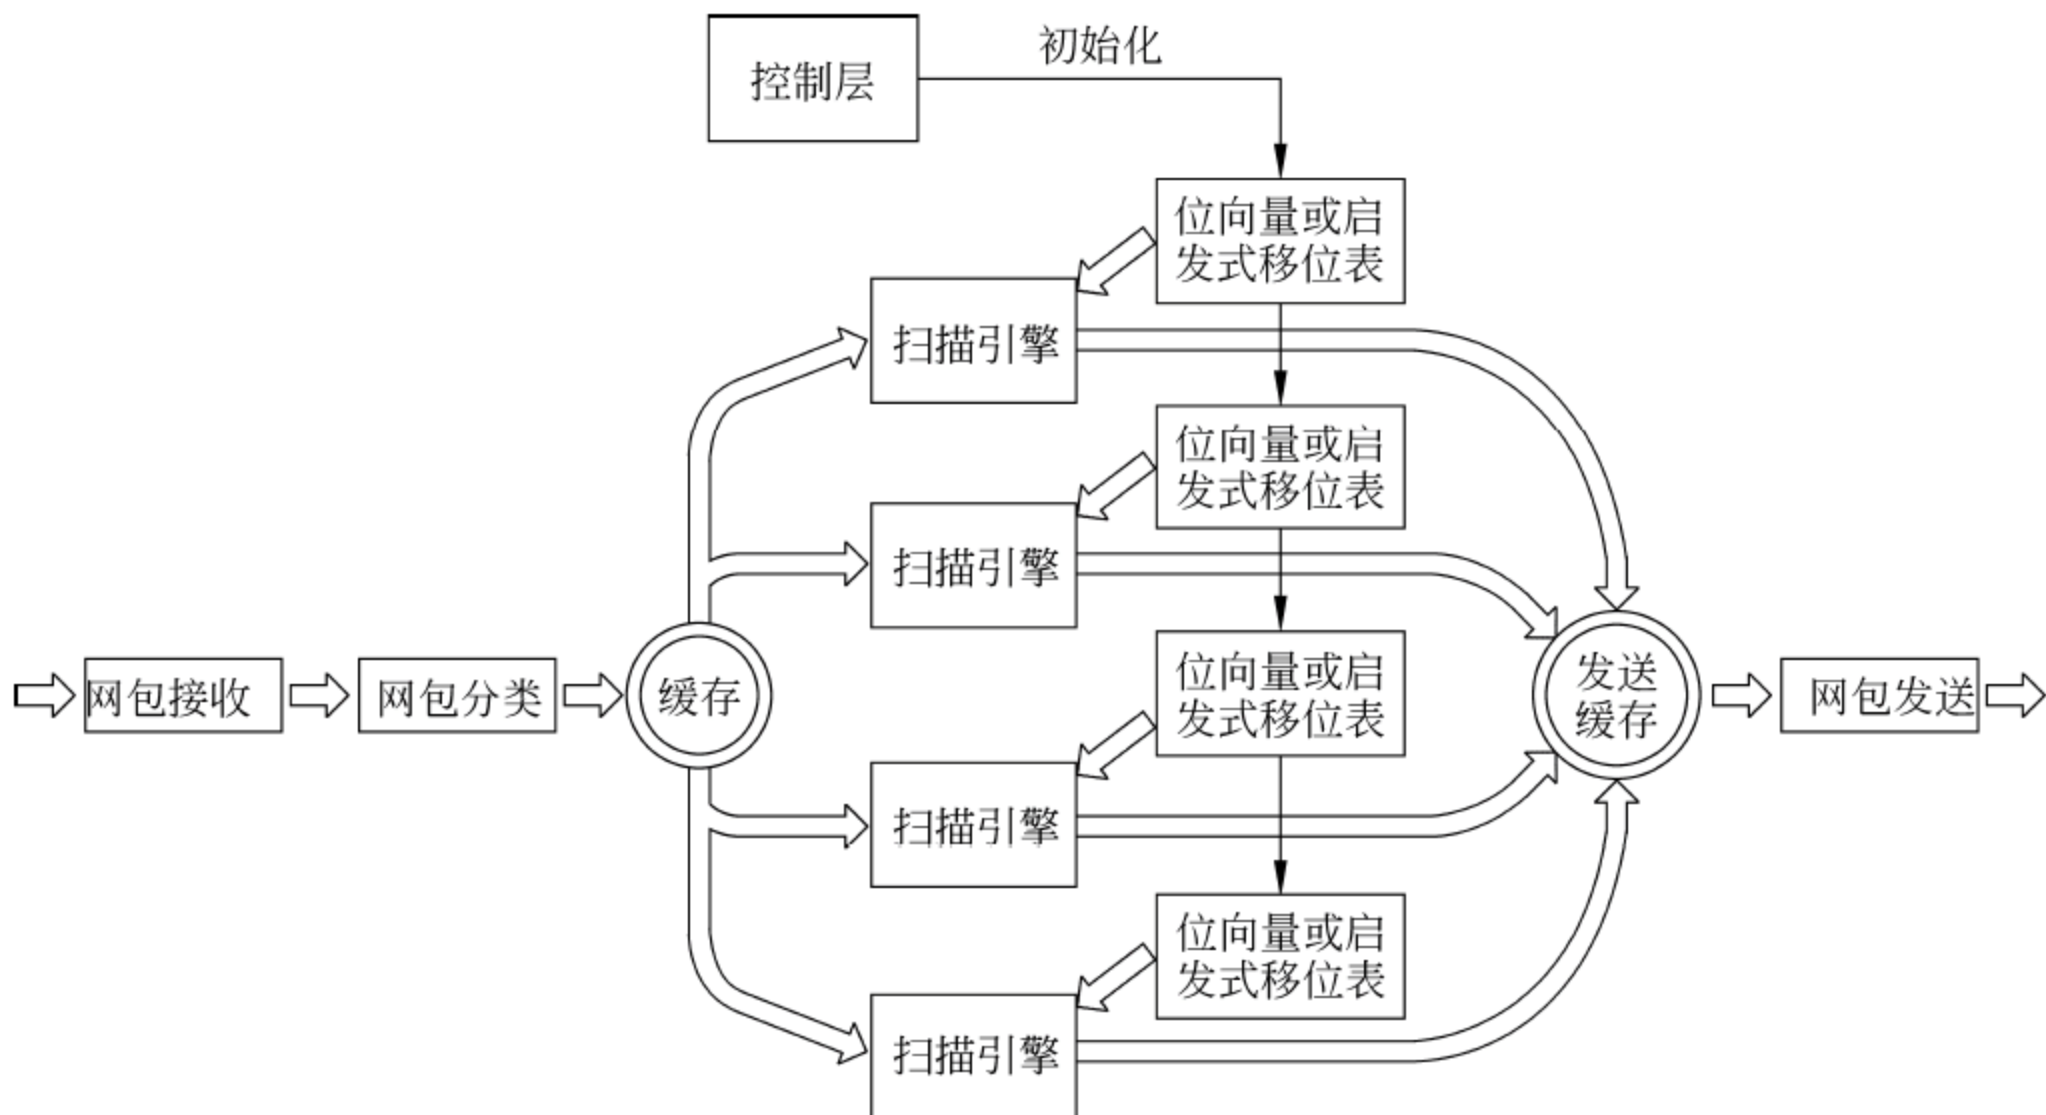 初始化
控制层
位向量或启
发式移位表
扫描引擎
位向量或启
发式移位表
扫描引擎
网包接收
网包分类
缓存
位向量或启
发式移位表
发送
缓存
网包发送
扫描引擎
位向量或启
发式移位表
扫描引擎